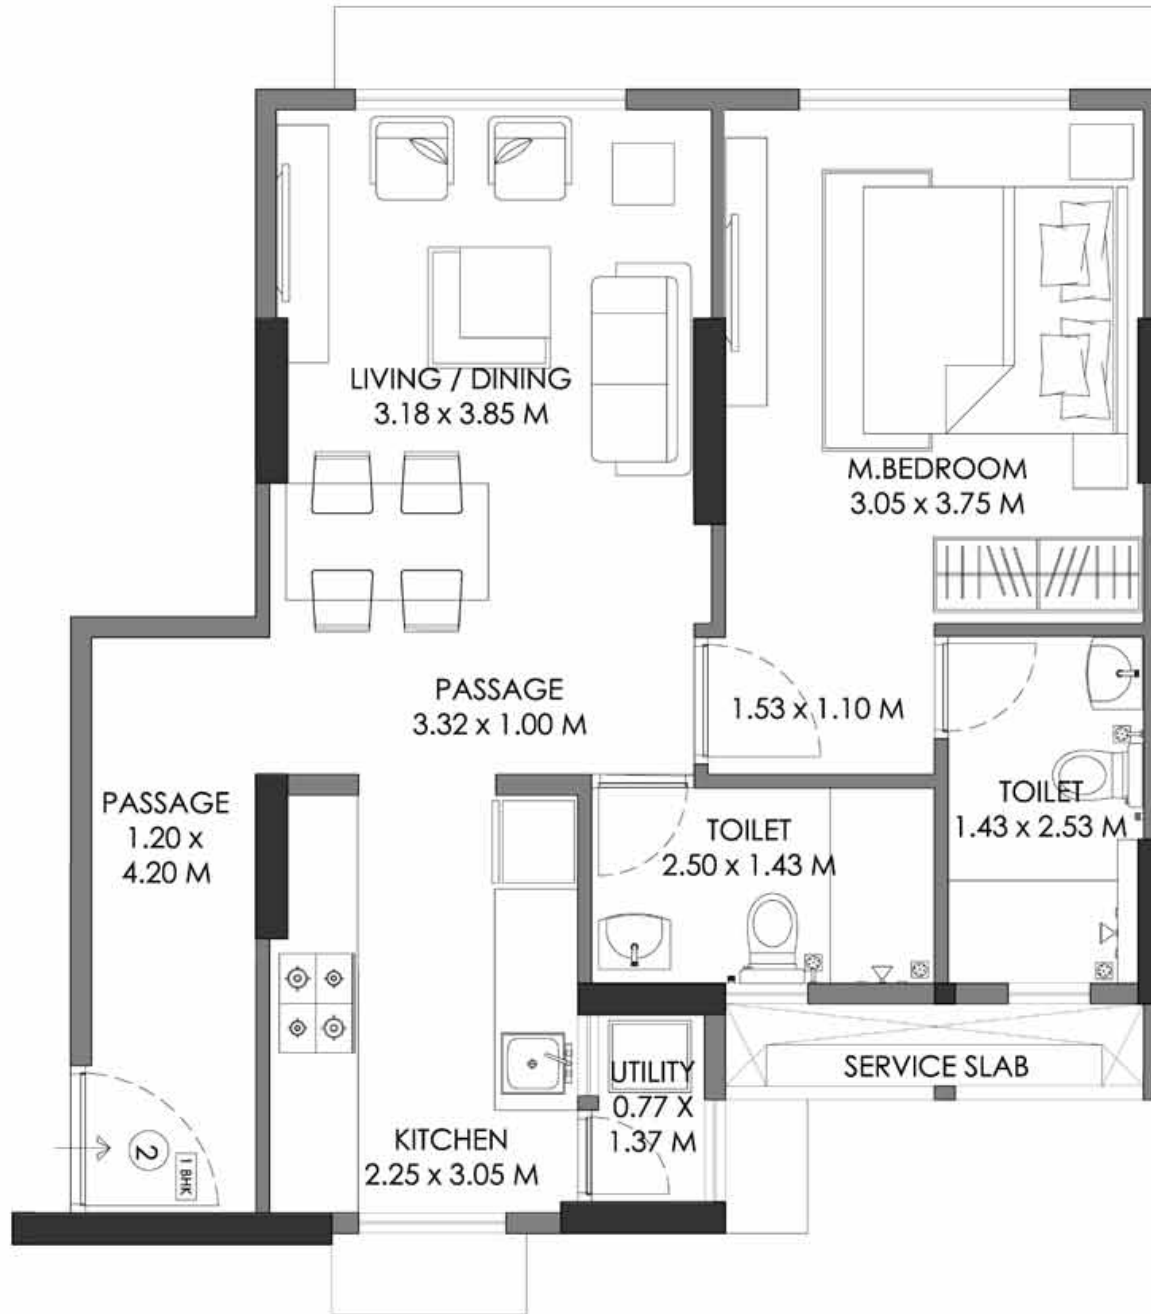 LIVING / DINING
3.18 x 3.85 M
M.BEDROOM
3.05 x 3.75 M
PASSAGE
3.32 x 1.00 M
1.53 x 1.10 M
PASSAGE
1.20 x
4.20 M
TOILET
2.50 x 1.43 M
TOILET
1.43 x 2.53 M
SERVICE SLAB
UTILITY
0.77 X
1.37 M
KITCHEN
2.25 x 3.05 M
2
1 BHK